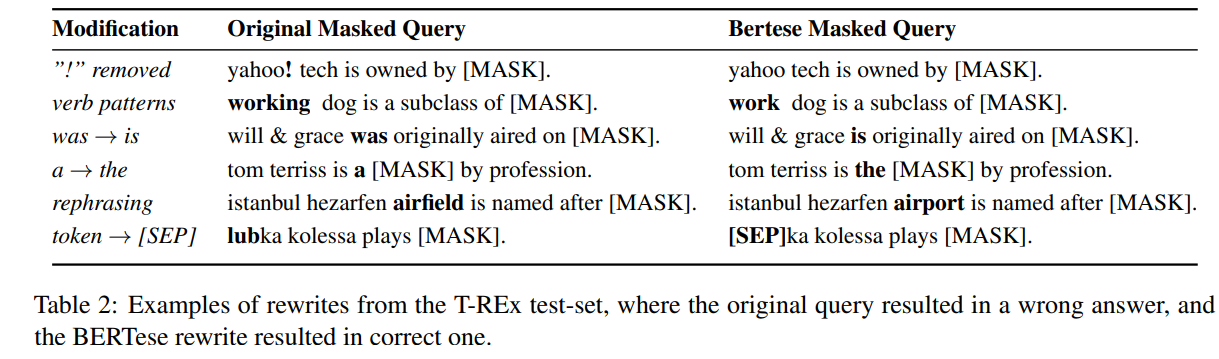 Modification Original Masked Query Bertese Masked Query
"!" removed yahoo! tech is owned by [MASK]. yahoo tech is owned by [MASK].
verb patterns working dog is a subclass of [MASK]. work dog is a subclass of [MASK].
was → is will & grace was originally aired on [MASK]. will & grace is originally aired on [MASK].
a → the tom terriss is a [MASK] by profession. tom terriss is the [MASK] by profession.
rephrasing istanbul hezarfen airfield is named after [MASK]. istanbul hezarfen airport is named after [MASK].
token → [SEP] lubka kolessa plays [MASK]. [SEP]ka kolessa plays [MASK].
Table 2: Examples of rewrites from the T-REx test-set, where the original query resulted in a wrong answer, and
the BERTese rewrite resulted in correct one.